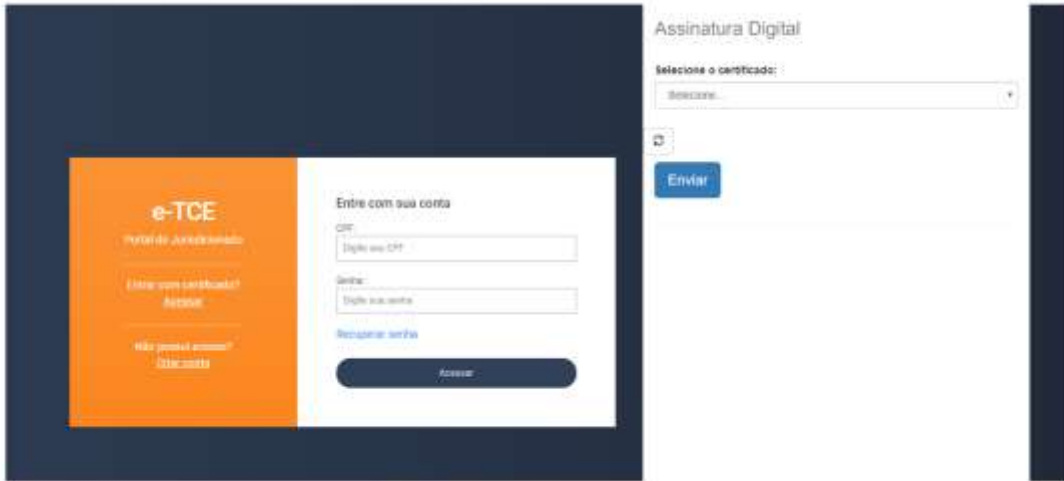 e-TCE
Portal do Jurisdicionado
Entrar com certificado?
Acessar
Não possui acesso?
Criar conta
Entre com sua conta
CPF:
Digite seu CPF
Senha:
Digite sua senha
Recuperar senha
Acessar
Assinatura Digital
Selecione o certificado:
Selecione...
Enviar